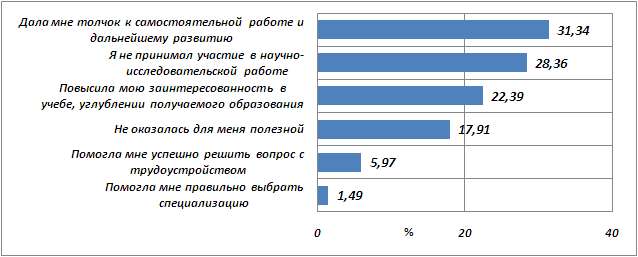 Дала мне толчок к самостоятельной работе и
дальнейшему развитию
31,34
Я не принимал участие в научно-
исследовательской работе
28,36
Повысила мою заинтересованность в
учебе, углублении получаемого образования
22,39
Не оказалась для меня полезной
17,91
Помогла мне успешно решить вопрос с
трудоустройством
5,97
Помогла мне правильно выбрать
специализацию
1,49
0 % 20 40